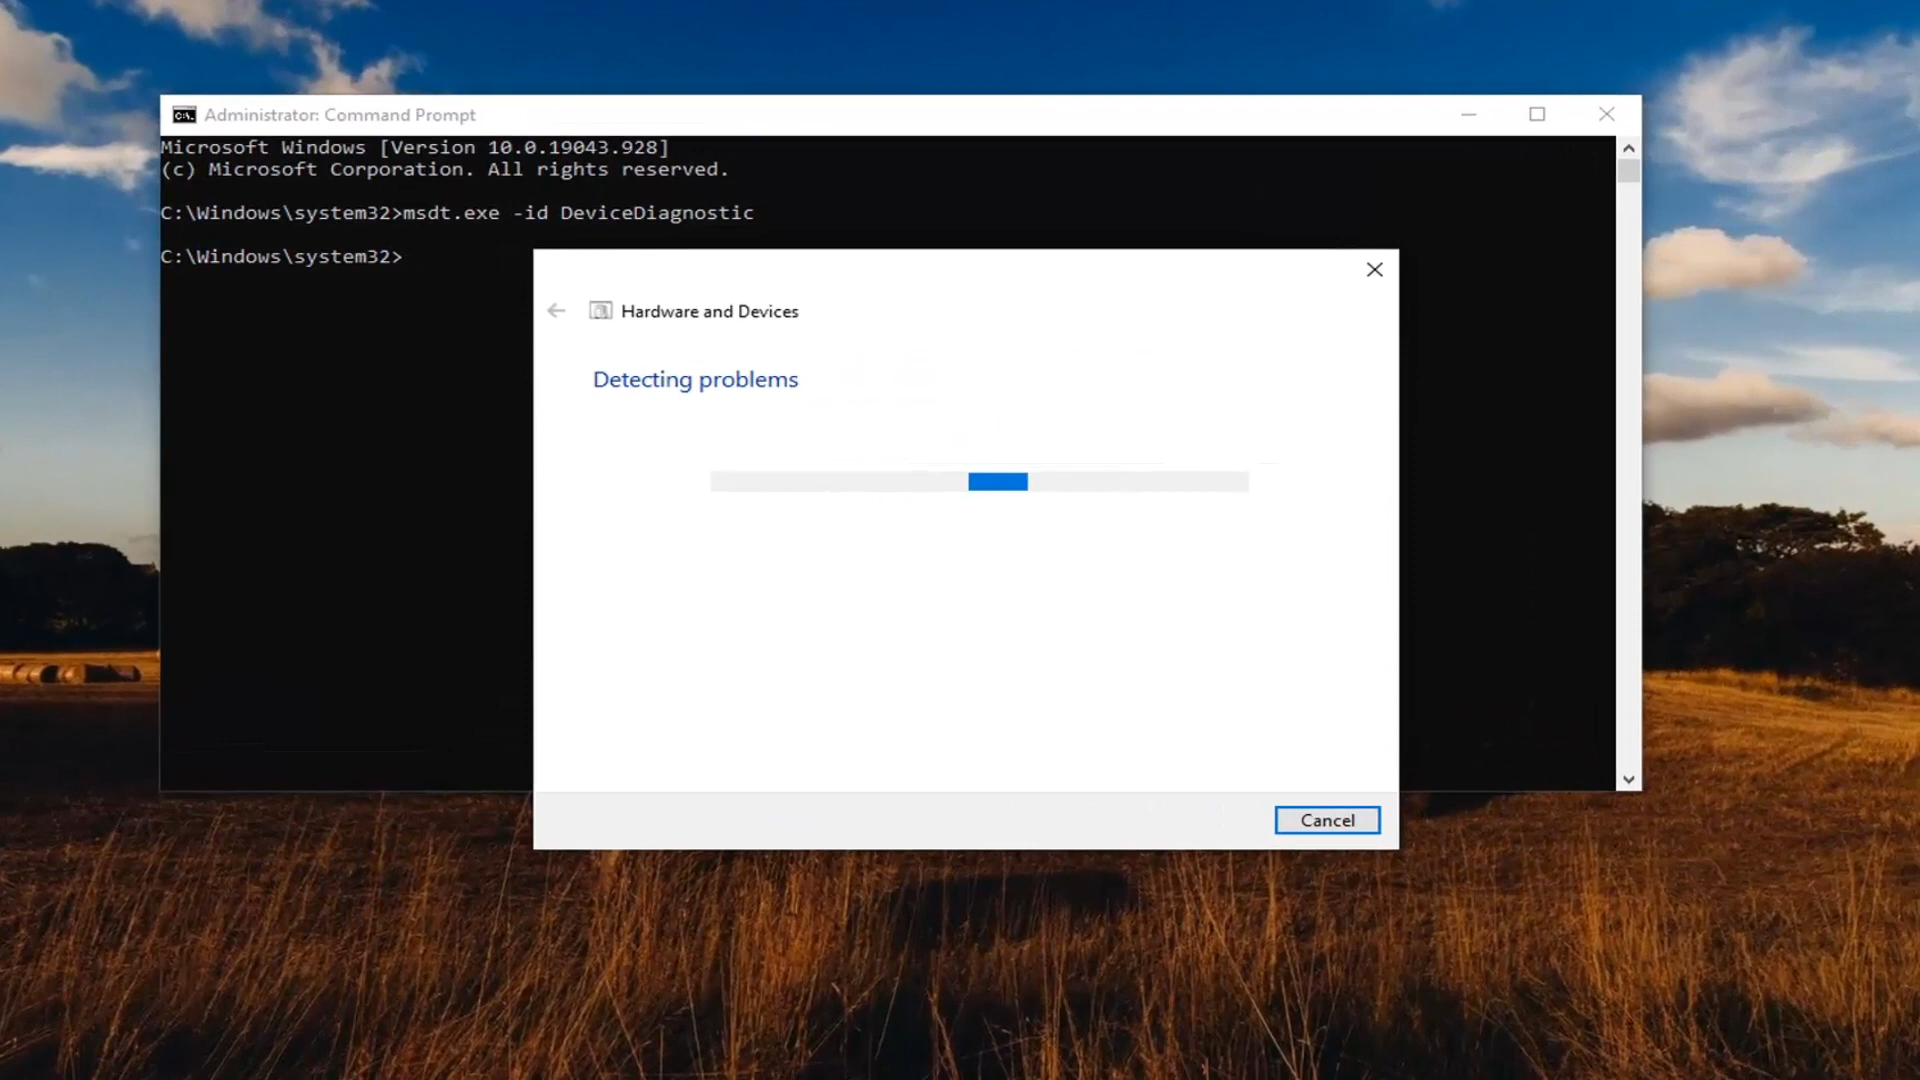 Administrator: Command Prompt
Microsoft Windows [Version 10.0.19043.928]
(c) Microsoft Corporation. All rights reserved.
C:\Windows\system32>msdt.exe -id DeviceDiagnostic
C:\Windows\system32>
Hardware and Devices
Detecting problems
Cancel